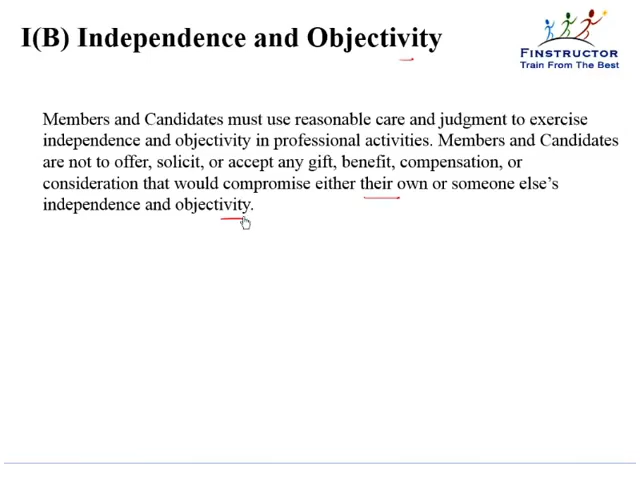 I(B) Independence and Objectivity
FINSTRUCTOR
Train From The Best
Members and Candidates must use reasonable care and judgment to exercise
independence and objectivity in professional activities. Members and Candidates
are not to offer, solicit, or accept any gift, benefit, compensation, or
consideration that would compromise either their own or someone else’s
independence and objectivity.